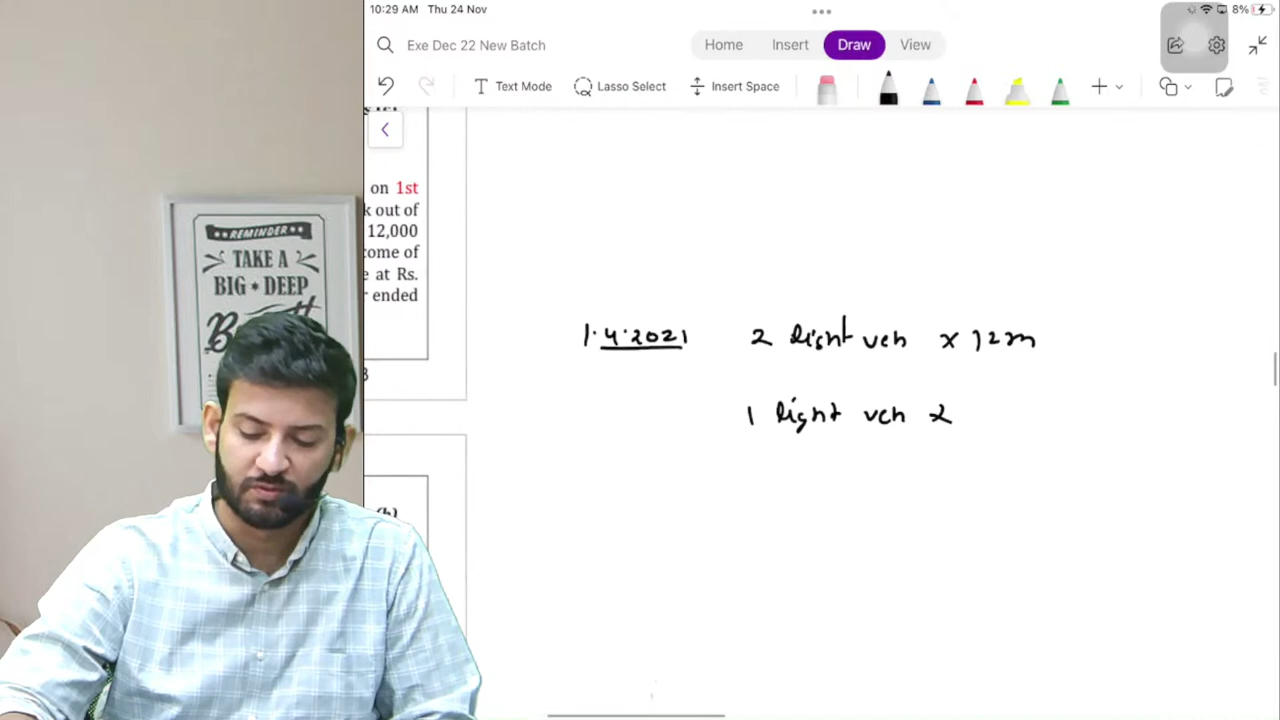 10:29 AM Thu 24 Nov
8%
Exe Dec 22 New Batch
Home Insert Draw View
Text Mode Lasso Select Insert Space
on 1st
k out of
12,000
come of
e at Rs.
ended
3
(b)
REMINDER
TAKE A
BIG DEEP
1.4.2021 2 light veh x 12m
1 light veh x